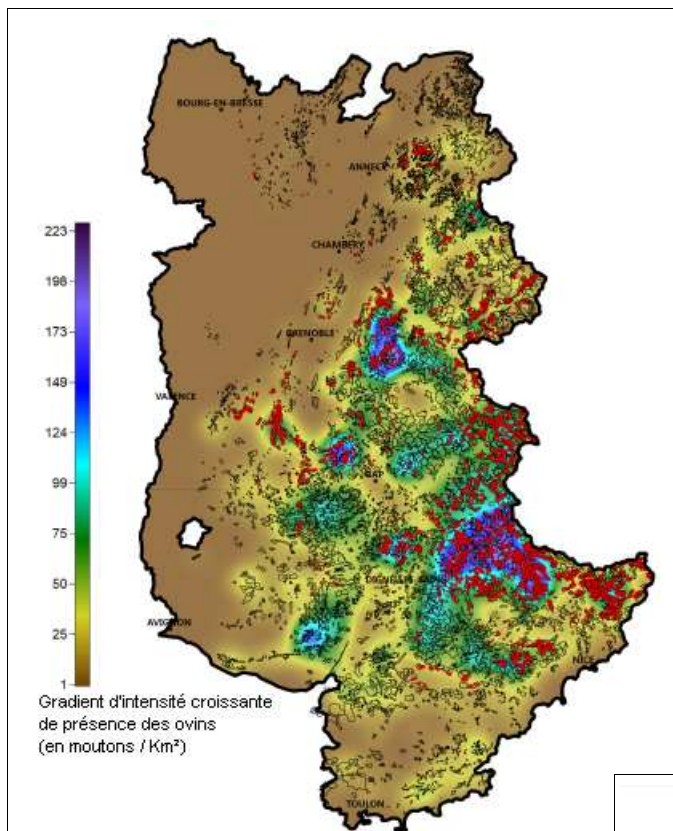 BOURG-EN-BRESSE
ANNECY
CHAMBERY
GRENOBLE
VALENCE
GAP
AVIGNON
NICE
TOULON
223
198
173
149
124
99
75
50
25
1
Gradient d'intensité croissante
de présence des ovins
(en moutons / Km²)